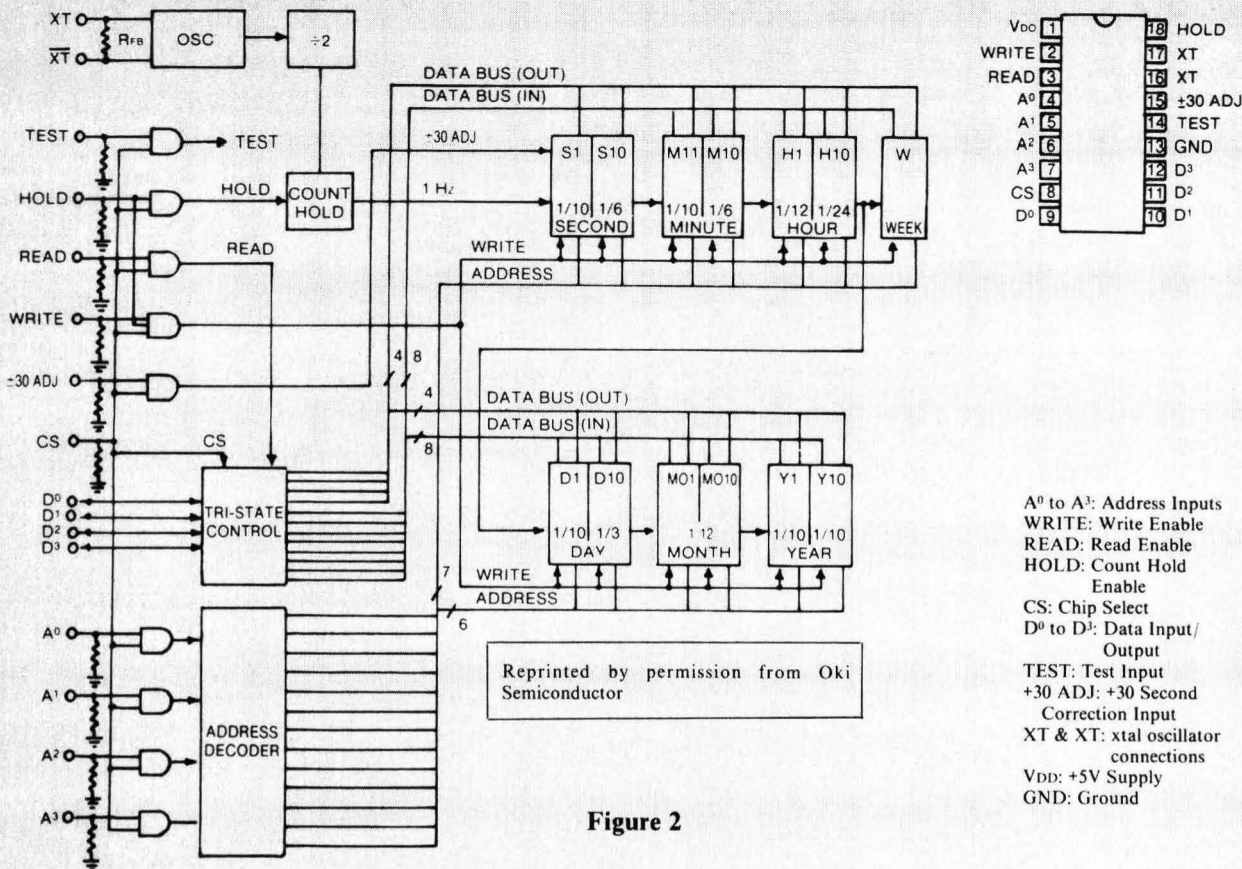 XT
RFB
OSC
÷2
XT
TEST
TEST
HOLD
HOLD
COUNT
HOLD
READ
READ
WRITE
±30 ADJ
CS
CS
D⁰
D¹
D²
D³
TRI-STATE
CONTROL
A⁰
A¹
A²
A³
ADDRESS
DECODER
DATA BUS (OUT)
DATA BUS (IN)
±30 ADJ
1 Hz
S1 S10
1/10 1/6
SECOND
M11 M10
1/10 1/6
MINUTE
H1 H10
1/12 1/24
HOUR
W
WEEK
WRITE
ADDRESS
4 8
4
DATA BUS (OUT)
DATA BUS (IN)
8
D1 D10
1/10 1/3
DAY
MO1 MO10
MONTH
Y1 Y10
1/10 1/10
YEAR
7
WRITE
ADDRESS
6
Reprinted by permission from Oki
Semiconductor
Figure 2
VDD 1
WRITE 2
READ 3
A⁰ 4
A¹ 5
A² 6
A³ 7
CS 8
D⁰ 9
18 HOLD
17 XT
16 XT
15 ±30 ADJ
14 TEST
13 GND
12 D³
11 D²
10 D¹
A⁰ to A³: Address Inputs
WRITE: Write Enable
READ: Read Enable
HOLD: Count Hold
Enable
CS: Chip Select
D⁰ to D³: Data Input/
Output
TEST: Test Input
+30 ADJ: +30 Second
Correction Input
XT & XT: xtal oscillator
connections
VDD: +5V Supply
GND: Ground